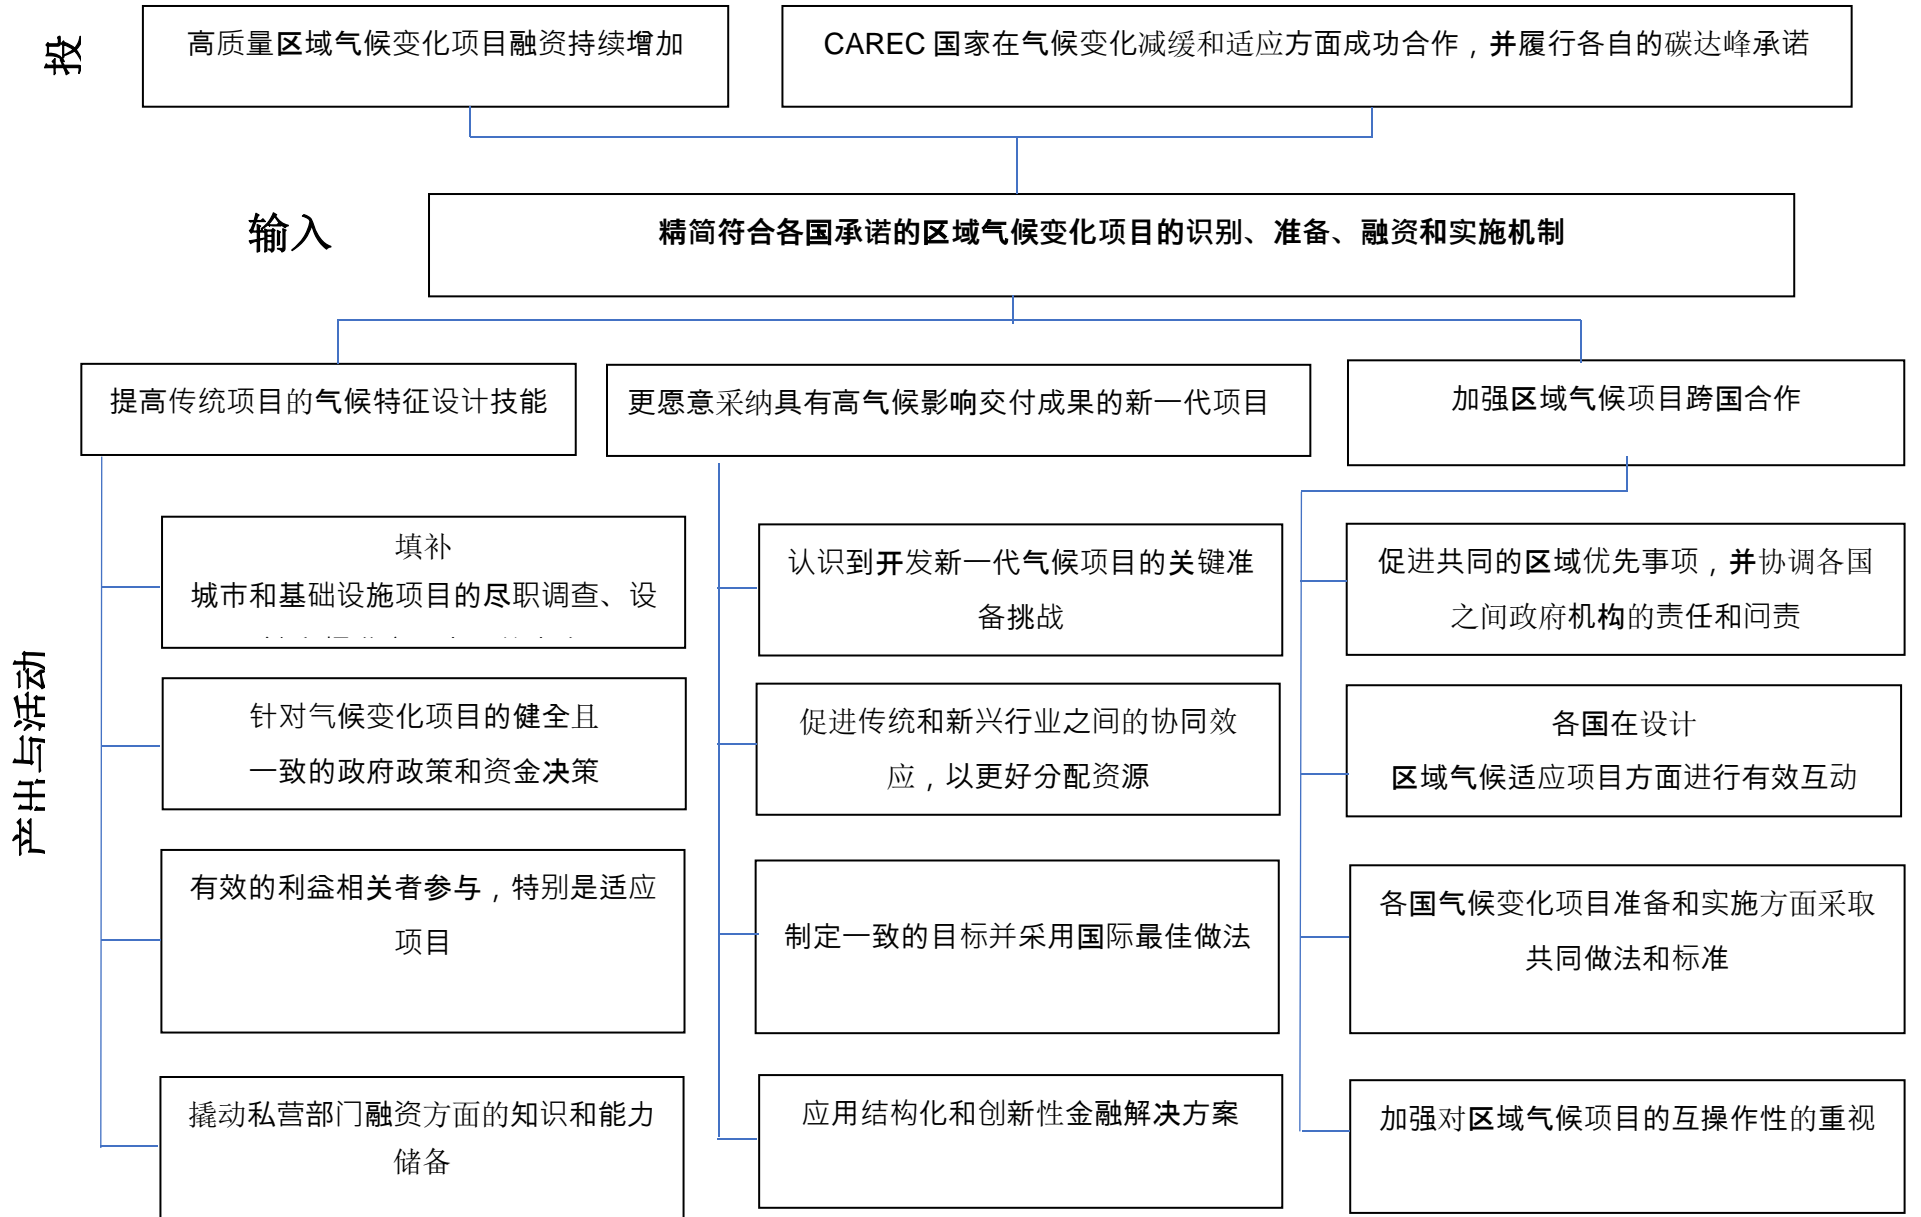 投
高质量区域气候变化项目融资持续增加
CAREC 国家在气候变化减缓和适应方面成功合作，并履行各自的碳达峰承诺
输入
精简符合各国承诺的区域气候变化项目的识别、准备、融资和实施机制
提高传统项目的气候特征设计技能
更愿意采纳具有高气候影响交付成果的新一代项目
加强区域气候项目跨国合作
产出与活动
填补
城市和基础设施项目的尽职调查、设
针对气候变化项目的健全且
一致的政府政策和资金决策
有效的利益相关者参与，特别是适应
项目
撬动私营部门融资方面的知识和能力
储备
认识到开发新一代气候项目的关键准
备挑战
促进传统和新兴行业之间的协同效
应，以更好分配资源
制定一致的目标并采用国际最佳做法
应用结构化和创新性金融解决方案
促进共同的区域优先事项，并协调各国
之间政府机构的责任和问责
各国在设计
区域气候适应项目方面进行有效互动
各国气候变化项目准备和实施方面采取
共同做法和标准
加强对区域气候项目的互操作性的重视